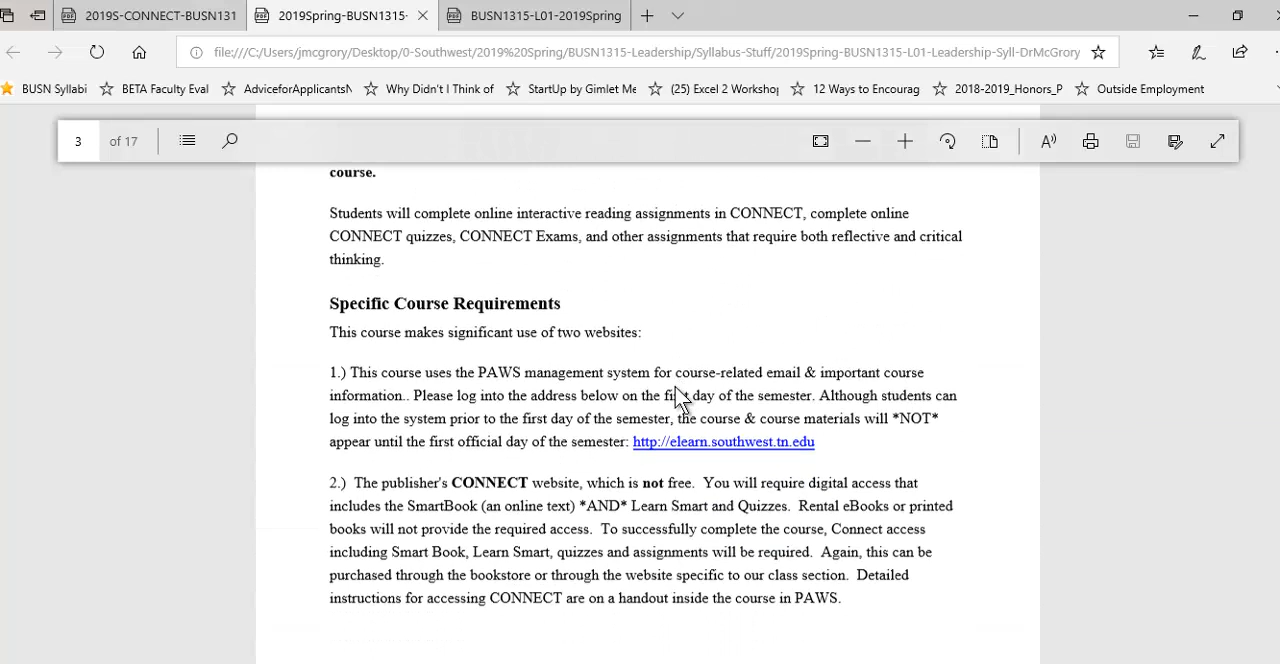 2019S-CONNECT-BUSN131
2019Spring-BUSN1315-
BUSN1315-L01-2019Spring
file:///C:/Users/jmcgrory/Desktop/0-Southwest/2019%20Spring/BUSN1315-Leadership/Syllabus-Stuff/2019Spring-BUSN1315-L01-Leadership-Syll-DrMcGrory
BUSN Syllabi
BETA Faculty Eval
AdviceforApplicantsN
Why Didn't I Think of
StartUp by Gimlet Me
(25) Excel 2 Workshop
12 Ways to Encourag
2018-2019_Honors_P
Outside Employment
3 of 17
course.
Students will complete online interactive reading assignments in CONNECT, complete online
CONNECT quizzes, CONNECT Exams, and other assignments that require both reflective and critical
thinking.
Specific Course Requirements
This course makes significant use of two websites:
1.) This course uses the PAWS management system for course-related email & important course
information.. Please log into the address below on the first day of the semester. Although students can
log into the system prior to the first day of the semester, the course & course materials will *NOT*
appear until the first official day of the semester: http://elearn.southwest.tn.edu
2.) The publisher's CONNECT website, which is not free. You will require digital access that
includes the SmartBook (an online text) *AND* Learn Smart and Quizzes. Rental eBooks or printed
books will not provide the required access. To successfully complete the course, Connect access
including Smart Book, Learn Smart, quizzes and assignments will be required. Again, this can be
purchased through the bookstore or through the website specific to our class section. Detailed
instructions for accessing CONNECT are on a handout inside the course in PAWS.